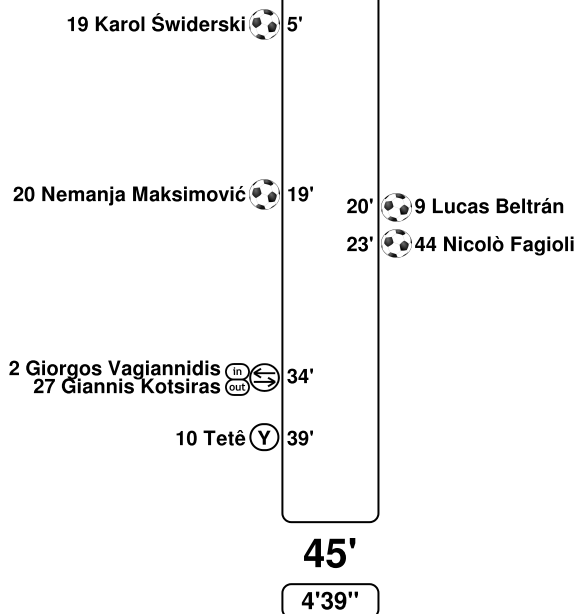 19 Karol Świderski 5'
20 Nemanja Maksimović 19'
20' 9 Lucas Beltrán
23' 44 Nicolò Fagioli
2 Giorgos Vagiannidis in
27 Giannis Kotsiras out 34'
10 Tetê Y 39'
45'
4'39''